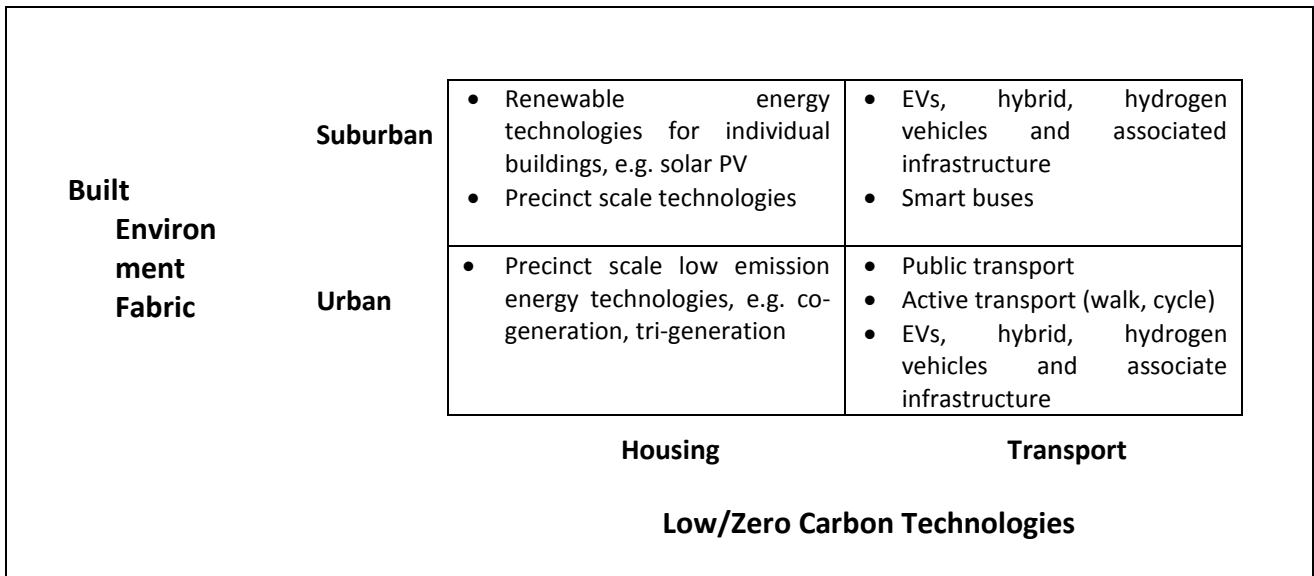 Built
Environ
ment
Fabric
Suburban
• Renewable energy
technologies for individual
buildings, e.g. solar PV
• Precinct scale technologies
• EVs, hybrid, hydrogen
vehicles and associated
infrastructure
• Smart buses
Urban
• Precinct scale low emission
energy technologies, e.g. co-
generation, tri-generation
• Public transport
• Active transport (walk, cycle)
• EVs, hybrid, hydrogen
vehicles and associate
infrastructure
Housing
Transport
Low/Zero Carbon Technologies